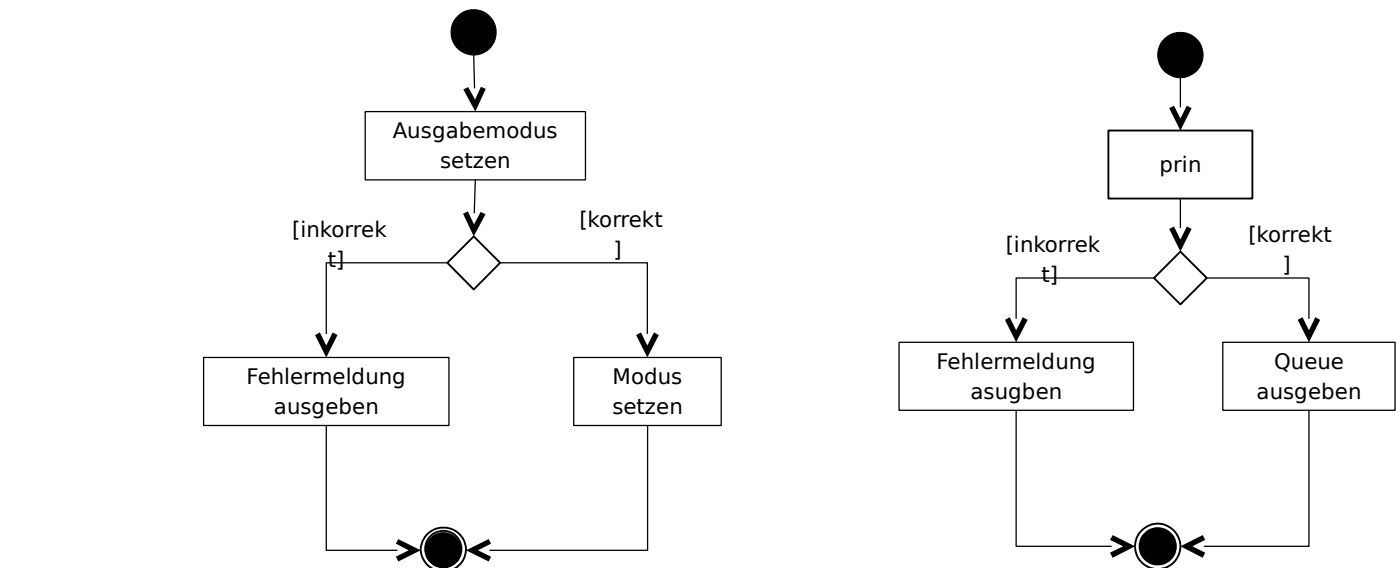 Ausgabemodus
setzen
[inkorrek
t]
[korrekt
]
Fehlermeldung
ausgeben
Modus
setzen
prin
[inkorrek
t]
[korrekt
]
Fehlermeldung
asugben
Queue
ausgeben